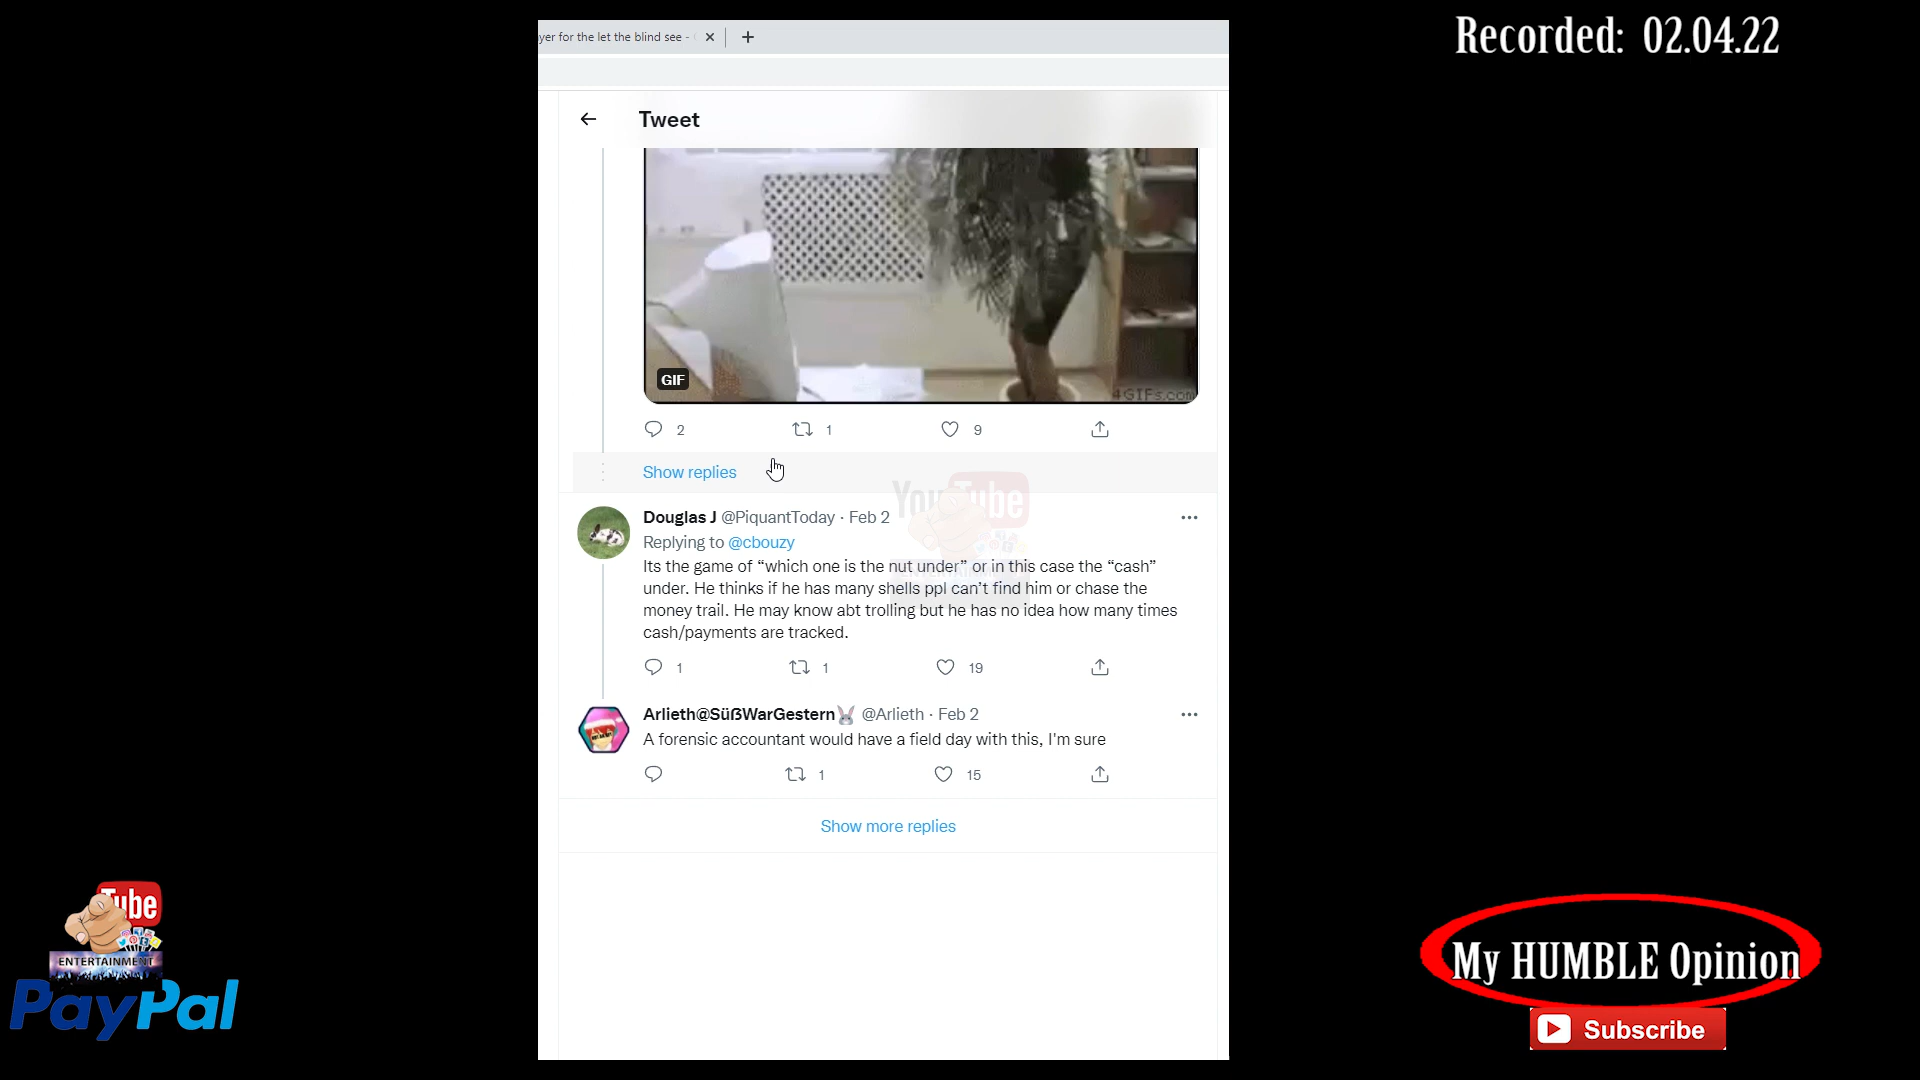 Recorded: 02.04.22
yer for the let the blind see -
Tweet
GIF
4GIFs.com
2 1 9
Show replies
YouTube
Douglas J @PiquantToday · Feb 2
Replying to @cbouzy
Its the game of “which one is the nut under” or in this case the “cash”
under. He thinks if he has many shells ppl can’t find him or chase the
money trail. He may know abt trolling but he has no idea how many times
cash/payments are tracked.
1 1 19
Arlieth@SüßWarGestern🐰 @Arlieth · Feb 2
A forensic accountant would have a field day with this, I'm sure
1 15
Show more replies
Tube
ENTERTAINMENT
PayPal
My HUMBLE Opinion
Subscribe